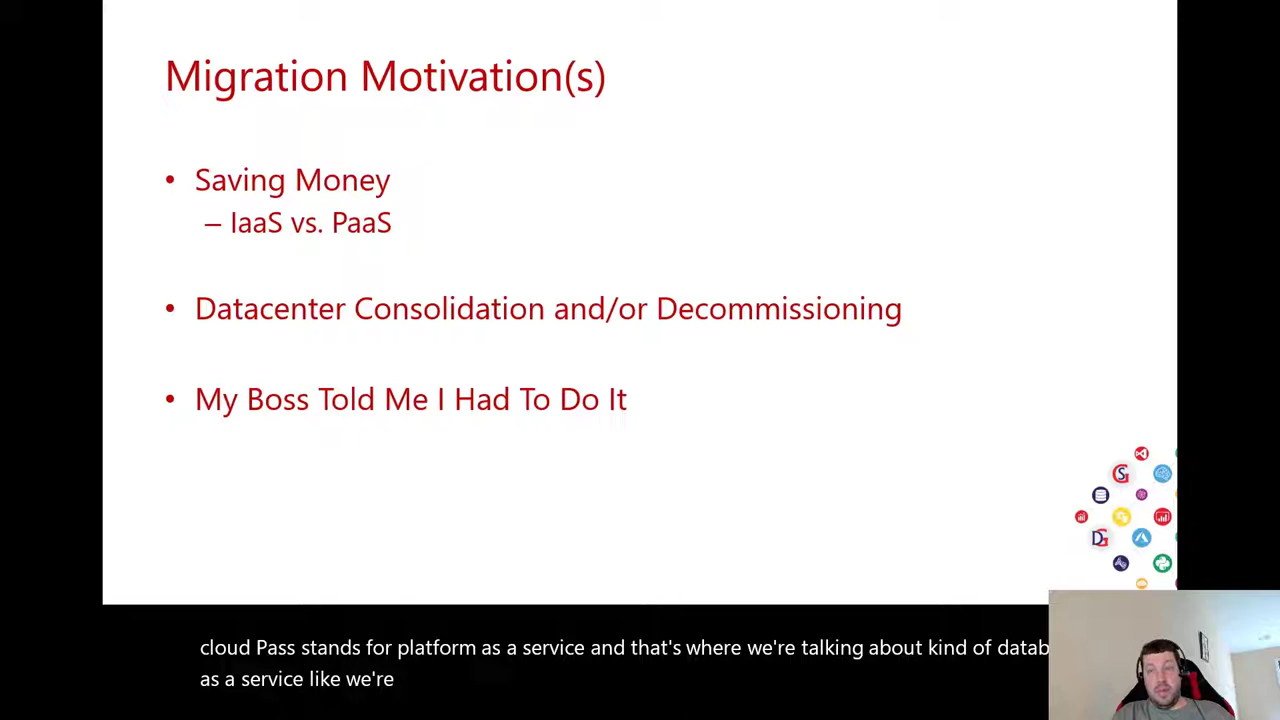 Migration Motivation(s)
• Saving Money
– IaaS vs. PaaS
• Datacenter Consolidation and/or Decommissioning
• My Boss Told Me I Had To Do It
cloud Pass stands for platform as a service and that's where we're talking about kind of datab
as a service like we're